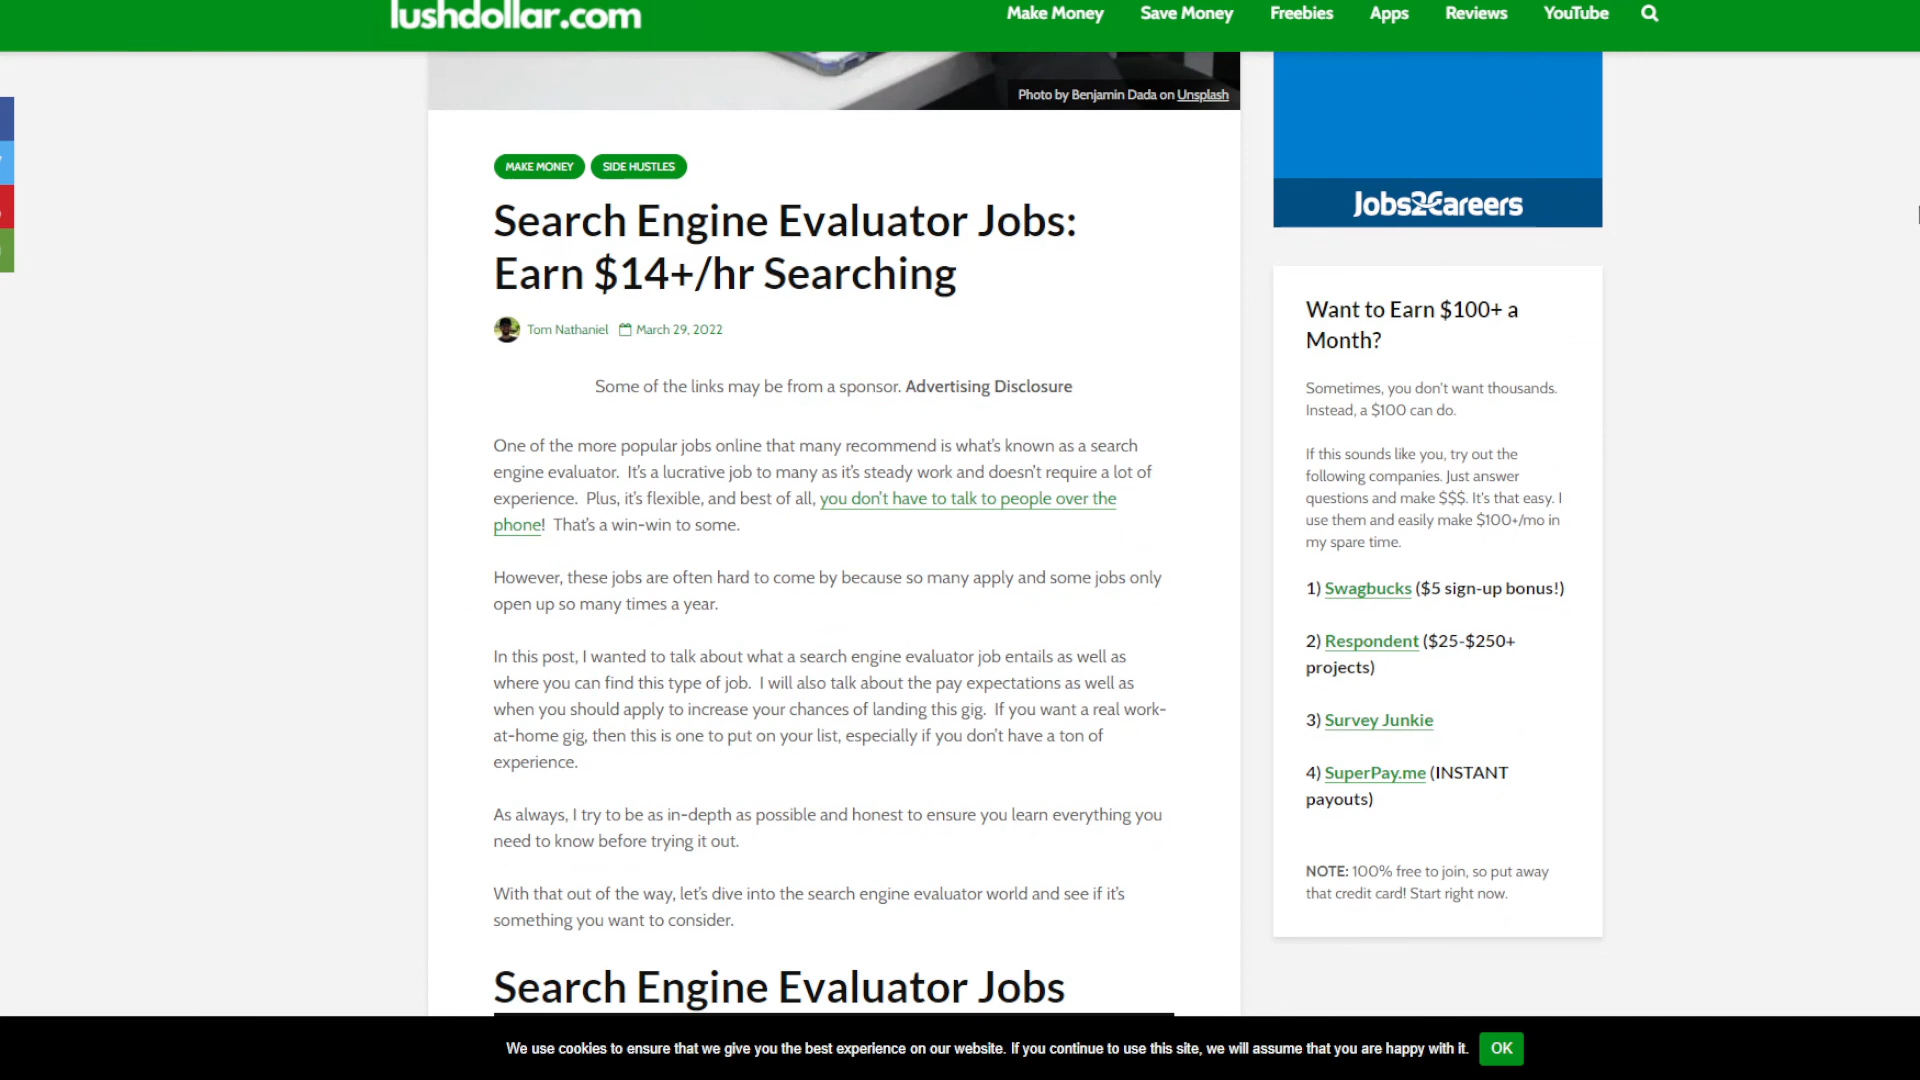 lushdollar.com
Make Money Save Money Freebies Apps Reviews YouTube
Photo by Benjamin Dada on Unsplash
MAKE MONEY SIDE HUSTLES
Search Engine Evaluator Jobs:
Earn $14+/hr Searching
Tom Nathaniel March 29, 2022
Some of the links may be from a sponsor. Advertising Disclosure
One of the more popular jobs online that many recommend is what's known as a search
engine evaluator. It's a lucrative job to many as it's steady work and doesn't require a lot of
experience. Plus, it's flexible, and best of all, you don't have to talk to people over the
phone! That's a win-win to some.
However, these jobs are often hard to come by because so many apply and some jobs only
open up so many times a year.
In this post, I wanted to talk about what a search engine evaluator job entails as well as
where you can find this type of job. I will also talk about the pay expectations as well as
when you should apply to increase your chances of landing this gig. If you want a real work-
at-home gig, then this is one to put on your list, especially if you don't have a ton of
experience.
As always, I try to be as in-depth as possible and honest to ensure you learn everything you
need to know before trying it out.
With that out of the way, let's dive into the search engine evaluator world and see if it's
something you want to consider.
Search Engine Evaluator Jobs
Jobs2Careers
Want to Earn $100+ a
Month?
Sometimes, you don't want thousands.
Instead, a $100 can do.
If this sounds like you, try out the
following companies. Just answer
questions and make $$$. It's that easy. I
use them and easily make $100+/mo in
my spare time.
1) Swagbucks ($5 sign-up bonus!)
2) Respondent ($25-$250+
projects)
3) Survey Junkie
4) SuperPay.me (INSTANT
payouts)
NOTE: 100% free to join, so put away
that credit card! Start right now.
We use cookies to ensure that we give you the best experience on our website. If you continue to use this site, we will assume that you are happy with it. OK